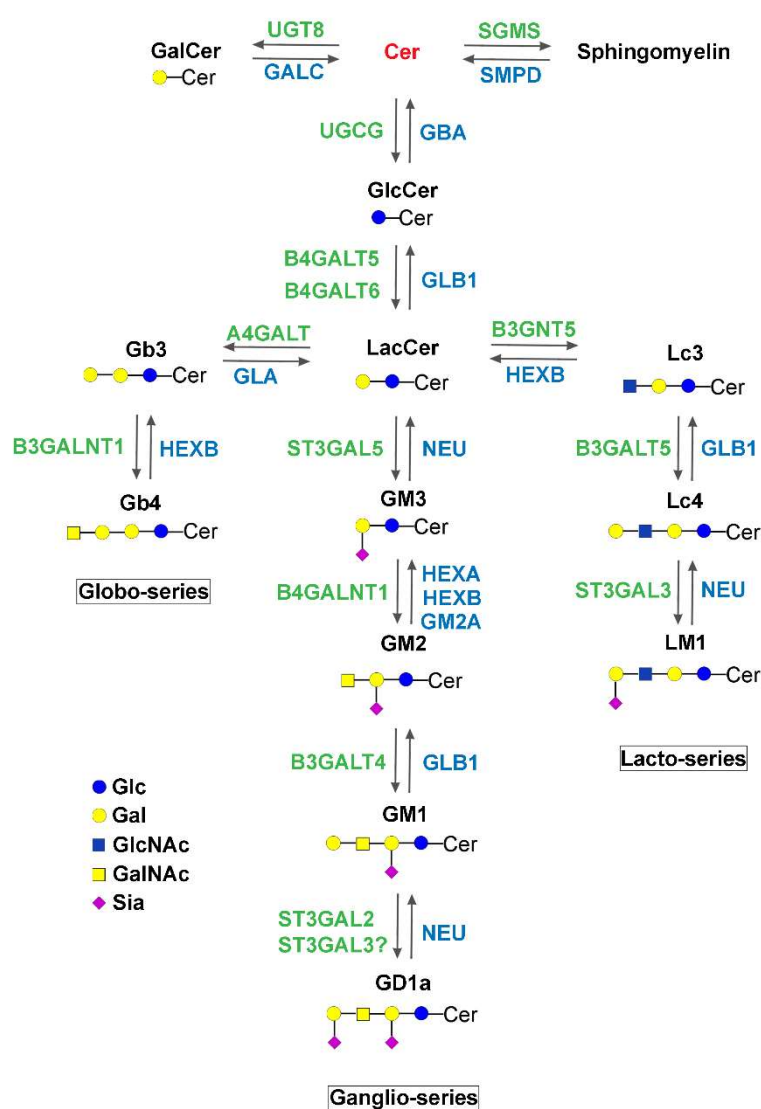 UGT8
SGMS
GalCer
Cer
Sphingomyelin
GALC
SMPD
Cer
UGCG
GBA
GlcCer
Cer
B4GALT5
B4GALT6
GLB1
A4GALT
B3GNT5
Gb3
LacCer
Lc3
GLA
HEXB
Cer
Cer
Cer
B3GALNT1
HEXB
ST3GAL5
NEU
B3GALT5
GLB1
Gb4
GM3
Lc4
Cer
Cer
Cer
Globo-series
B4GALNT1
HEXA
HEXB
GM2A
ST3GAL3
NEU
GM2
LM1
Cer
Cer
B3GALT4
GLB1
Lacto-series
Glc
Gal
GlcNAc
GalNAc
Sia
GM1
Cer
ST3GAL2
ST3GAL3?
NEU
GD1a
Cer
Ganglio-series